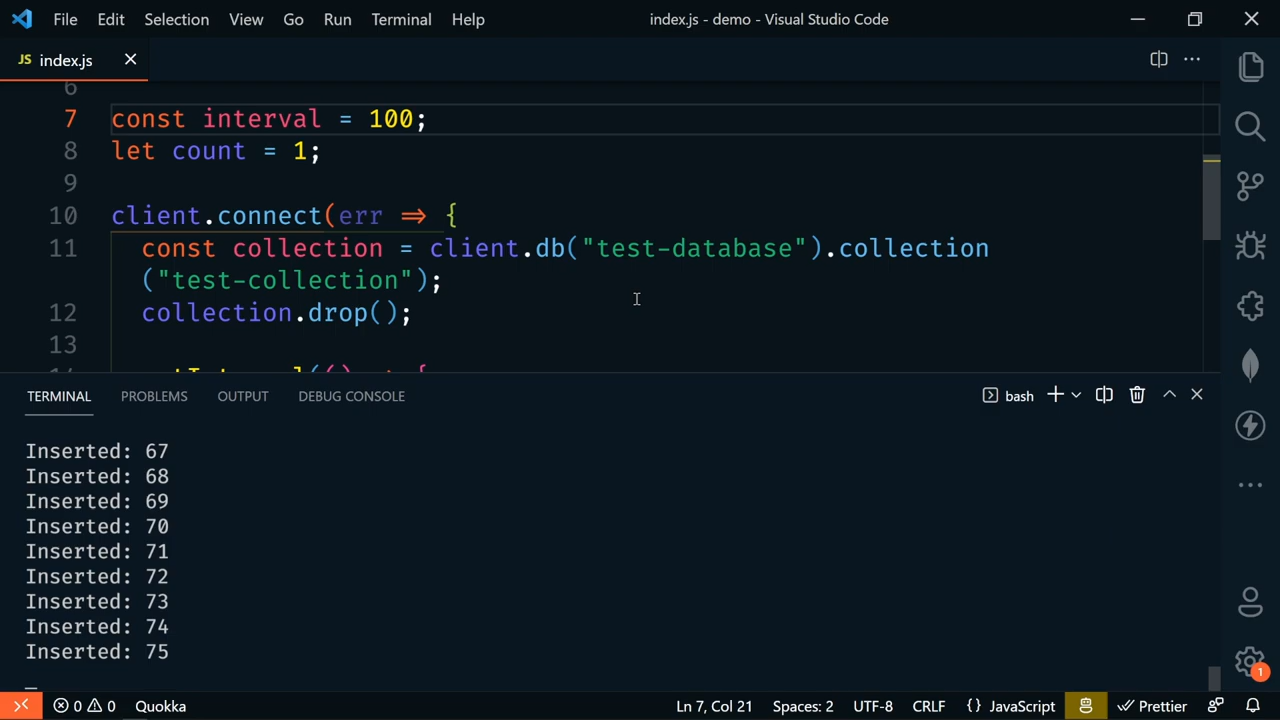 File Edit Selection View Go Run Terminal Help index.js - demo - Visual Studio Code
JS index.js
6
7 const interval = 100;
8 let count = 1;
9
10 client.connect(err => {
11 const collection = client.db("test-database").collection
("test-collection");
12 collection.drop();
13
TERMINAL PROBLEMS OUTPUT DEBUG CONSOLE bash
Inserted: 67
Inserted: 68
Inserted: 69
Inserted: 70
Inserted: 71
Inserted: 72
Inserted: 73
Inserted: 74
Inserted: 75
0 0 Quokka Ln 7, Col 21 Spaces: 2 UTF-8 CRLF {} JavaScript Prettier
1